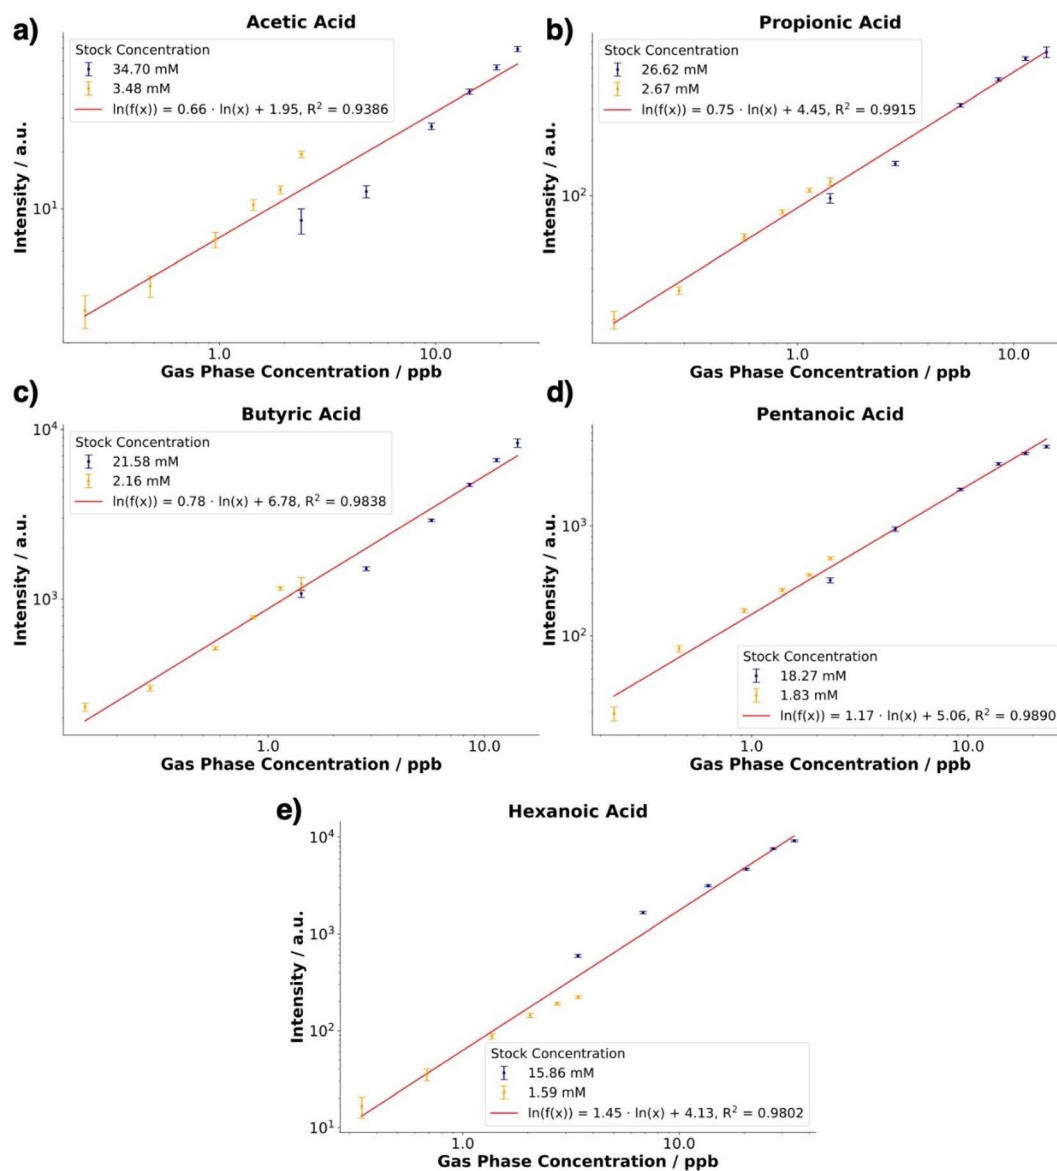 a)
Acetic Acid
Stock Concentration
34.70 mM
3.48 mM
ln(f(x)) = 0.66 · ln(x) + 1.95, R² = 0.9386
10¹
Intensity / a.u.
1.0
10.0
Gas Phase Concentration / ppb
b)
Propionic Acid
Stock Concentration
26.62 mM
2.67 mM
ln(f(x)) = 0.75 · ln(x) + 4.45, R² = 0.9915
10²
Intensity / a.u.
1.0
10.0
Gas Phase Concentration / ppb
c)
Butyric Acid
10⁴
Stock Concentration
21.58 mM
2.16 mM
ln(f(x)) = 0.78 · ln(x) + 6.78, R² = 0.9838
10³
Intensity / a.u.
1.0
10.0
Gas Phase Concentration / ppb
d)
Pentanoic Acid
10³
10²
Intensity / a.u.
Stock Concentration
18.27 mM
1.83 mM
ln(f(x)) = 1.17 · ln(x) + 5.06, R² = 0.9890
1.0
10.0
Gas Phase Concentration / ppb
e)
Hexanoic Acid
10⁴
10³
10²
10¹
Intensity / a.u.
Stock Concentration
15.86 mM
1.59 mM
ln(f(x)) = 1.45 · ln(x) + 4.13, R² = 0.9802
1.0
10.0
Gas Phase Concentration / ppb